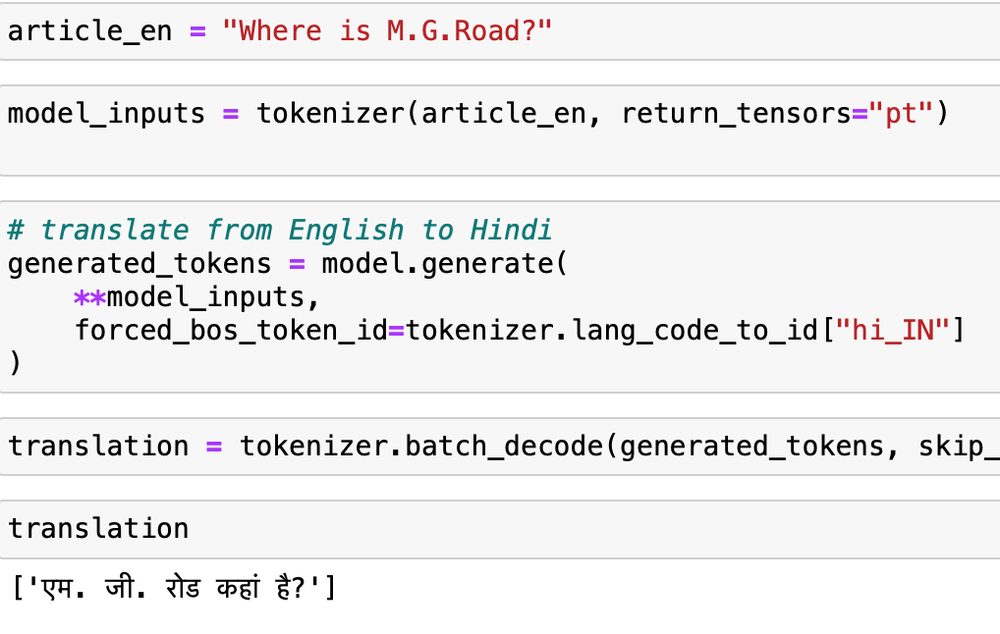 article_en = "Where is M.G.Road?"
model_inputs = tokenizer(article_en, return_tensors="pt")
# translate from English to Hindi
generated_tokens = model.generate(
    **model_inputs,
    forced_bos_token_id=tokenizer.lang_code_to_id["hi_IN"]
)
translation = tokenizer.batch_decode(generated_tokens, skip_
translation
['एम. जी. रोड कहां है?']